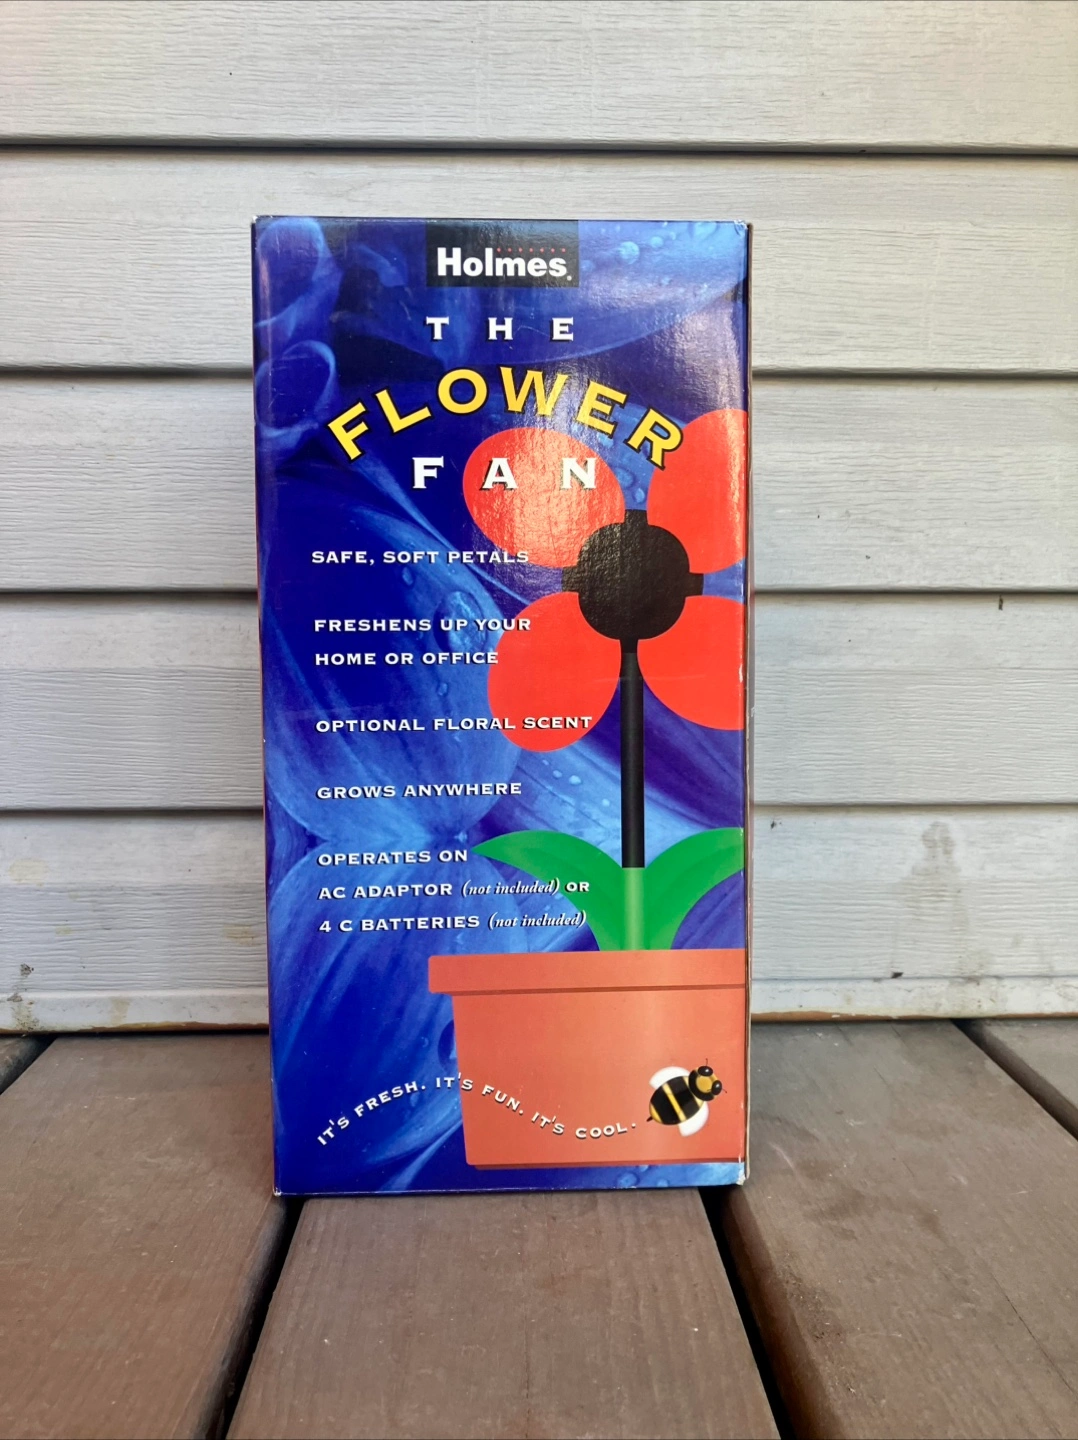 Holmes
THE
FLOWER
FAN
SAFE, SOFT PETALS
FRESHENS UP YOUR
HOME OR OFFICE
OPTIONAL FLORAL SCENT
GROWS ANYWHERE
OPERATES ON
AC ADAPTOR (not included) OR
4 C BATTERIES (not included)
IT'S FRESH. IT'S FUN. IT'S COOL.